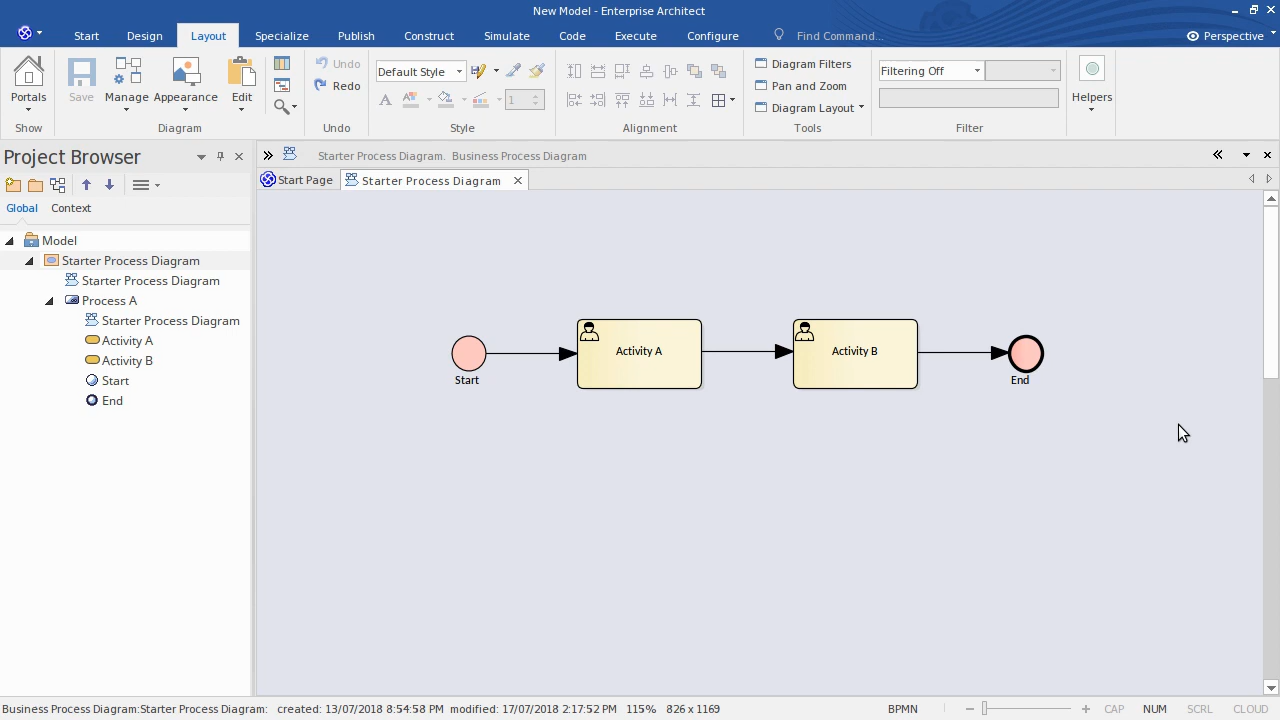 New Model - Enterprise Architect
Start Design Layout Specialize Publish Construct Simulate Code Execute Configure Find Command... Perspective
Portals Save Manage Appearance Edit
Undo
Redo
Default Style
1
Diagram Filters
Pan and Zoom
Diagram Layout
Filtering Off
Helpers
Show Diagram Undo Style Alignment Tools Filter
Project Browser
Starter Process Diagram. Business Process Diagram
Start Page Starter Process Diagram
Global Context
Model
Starter Process Diagram
Starter Process Diagram
Process A
Starter Process Diagram
Activity A
Activity B
Start
End
Activity A Activity B
Start End
Business Process Diagram:Starter Process Diagram: created: 13/07/2018 8:54:58 PM modified: 17/07/2018 2:17:52 PM 115% 826 x 1169 BPMN CAP NUM SCRL CLOUD